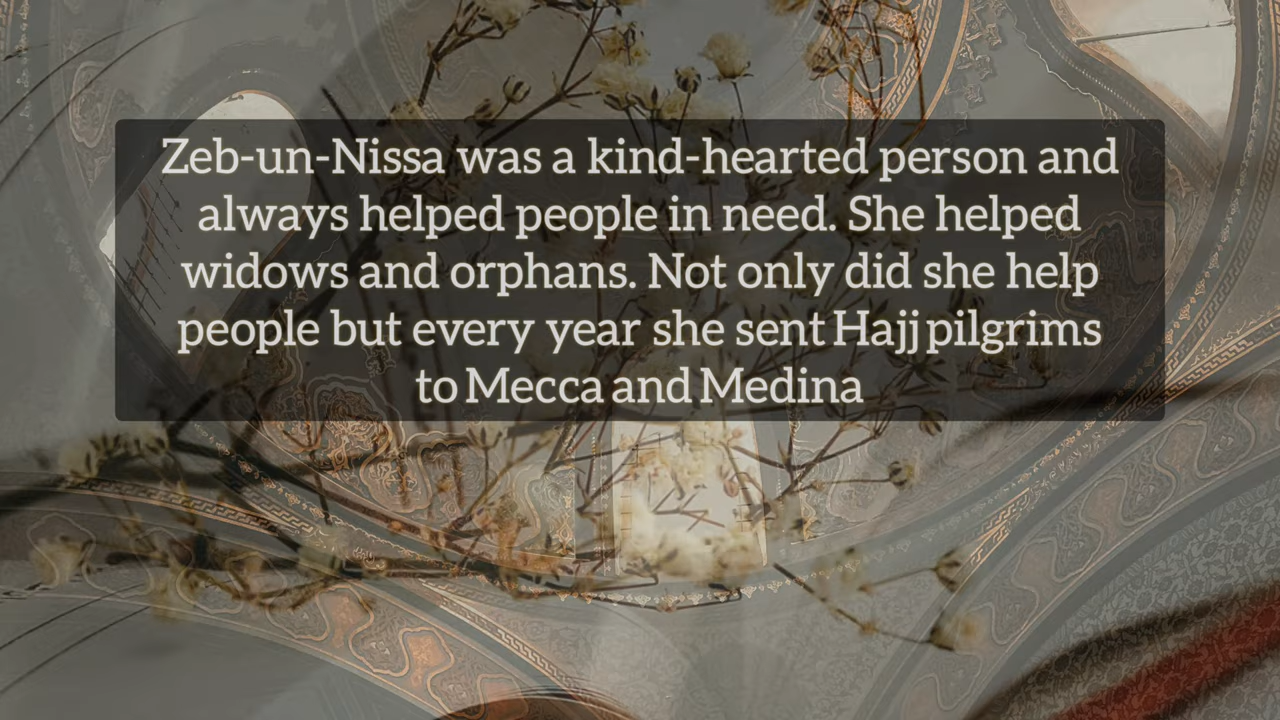 Zeb-un-Nissa was a kind-hearted person and
always helped people in need. She helped
widows and orphans. Not only did she help
people but every year she sent Hajj pilgrims
to Mecca and Medina